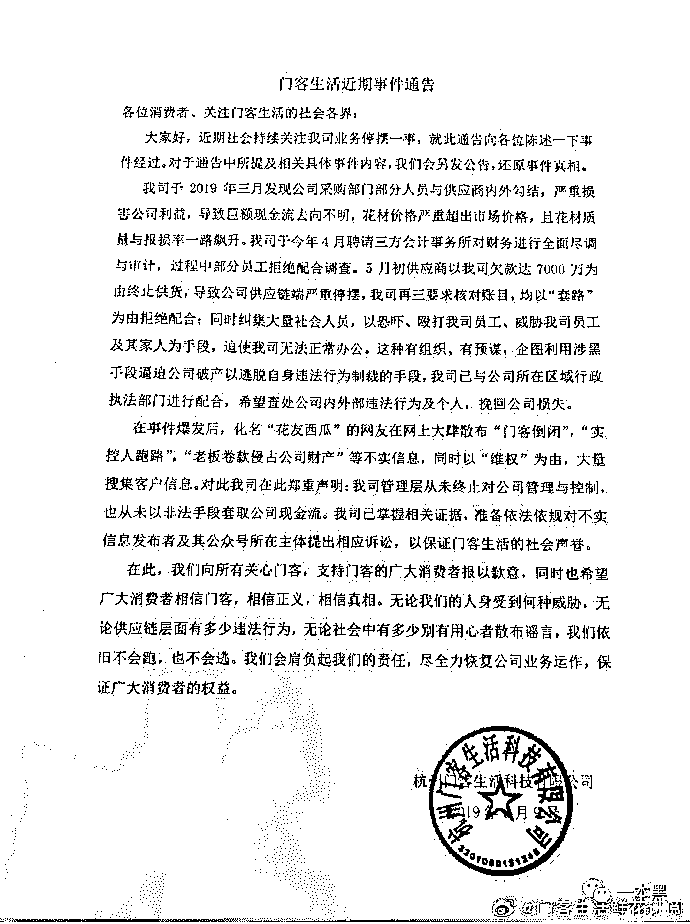 门客生活近期事件通告
各位消费者、关注门客生活的社会各界:
大家好,近期社会持续关注我司业务停摆一事,就此通告向各位陈述一下事
件经过。对于通告中所提及相关具体事件内容,我们会另发公告,还原事件真相。
我司于 2019 年三月发现公司采购部门部分人员与供应商内外勾结,严重损
害公司利益,导致巨额现金流去向不明,花材价格严重超出市场价格,且花材质
量与报损率一路飙升。我司于今年 4 月聘请三方会计事务所对财务进行全面尽调
与审计,过程中部分员工拒绝配合调查。5 月初供应商以我司欠款达 7000 万为
由终止供货,导致公司供应链端严重停摆,我司再三要求核对账目,均以“套路”
为由拒绝配合;同时纠集大量社会人员,以恐吓、殴打我司员工、威胁我司员工
及其家人为手段,迫使我司无法正常办公。这种有组织,有预谋,企图利用涉黑
手段逼迫公司破产以逃脱自身违法行为制裁的手段,我司已与公司所在区域行政
执法部门进行配合,希望查处公司内外部违法行为及个人,挽回公司损失。
在事件爆发后,化名“花友西瓜”的网友在网上大肆散布“门客倒闭”,“实
控人跑路”,“老板卷款侵占公司财产”等不实信息,同时以“维权”为由,大量
搜集客户信息。对此我司在此郑重声明:我司管理层从未终止对公司管理与控制,
也从未以非法手段套取公司现金流。我司已掌握相关证据,准备依法依规对不实
信息发布者及其公众号所在主体提出相应诉讼,以保证门客生活的社会声誉。
在此,我们向所有关心门客,支持门客的广大消费者报以歉意,同时也希望
广大消费者相信门客,相信正义,相信真相。无论我们的人身受到何种威胁,无
论供应链层面有多少违法行为,无论社会中有多少别有用心者散布谣言,我们依
旧不会跑,也不会逃。我们会肩负起我们的责任,尽全力恢复公司业务运作,保
证广大消费者的权益。
杭州门客生活科技有限公司
杭州门客生活科技有限公司
一本黑
@门客生活鲜花